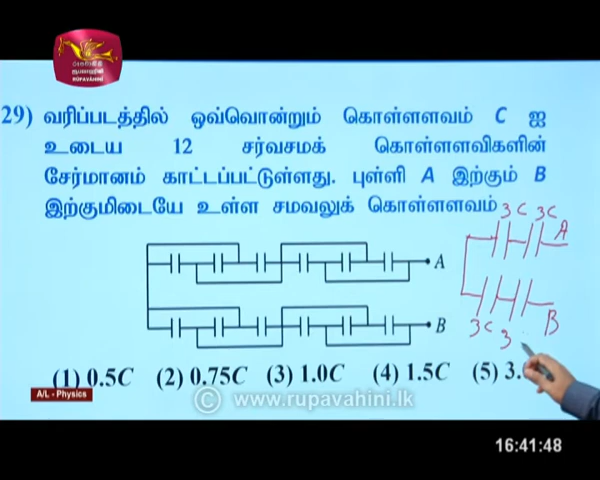 RUPAVAHINI
29) வரிப்படத்தில் ஒவ்வொன்றும் கொள்ளளவம் C ஐ
உடைய 12 சர்வசமக் கொள்ளளவிகளின்
சேர்மானம் காட்டப்பட்டுள்ளது. புள்ளி A இற்கும் B
இற்குமிடையே உள்ள சமவலுக் கொள்ளளவம்
3C 3C
A
A
B
B
3C 3
(1) 0.5C (2) 0.75C (3) 1.0C (4) 1.5C (5) 3.
A/L - Physics
© www.rupavahini.lk
16:41:48